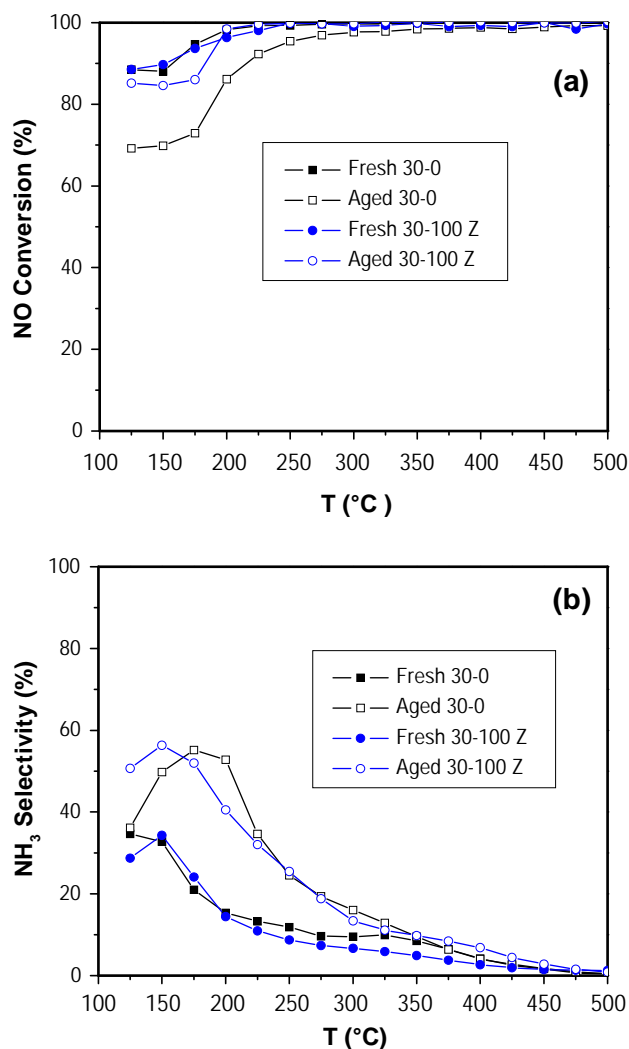 100
80
60
40
20
0
NO Conversion (%)
(a)
Fresh 30-0
Aged 30-0
Fresh 30-100 Z
Aged 30-100 Z
100 150 200 250 300 350 400 450 500
T (°C )
100
80
60
40
20
0
NH₃ Selectivity (%)
(b)
Fresh 30-0
Aged 30-0
Fresh 30-100 Z
Aged 30-100 Z
100 150 200 250 300 350 400 450 500
T (°C)